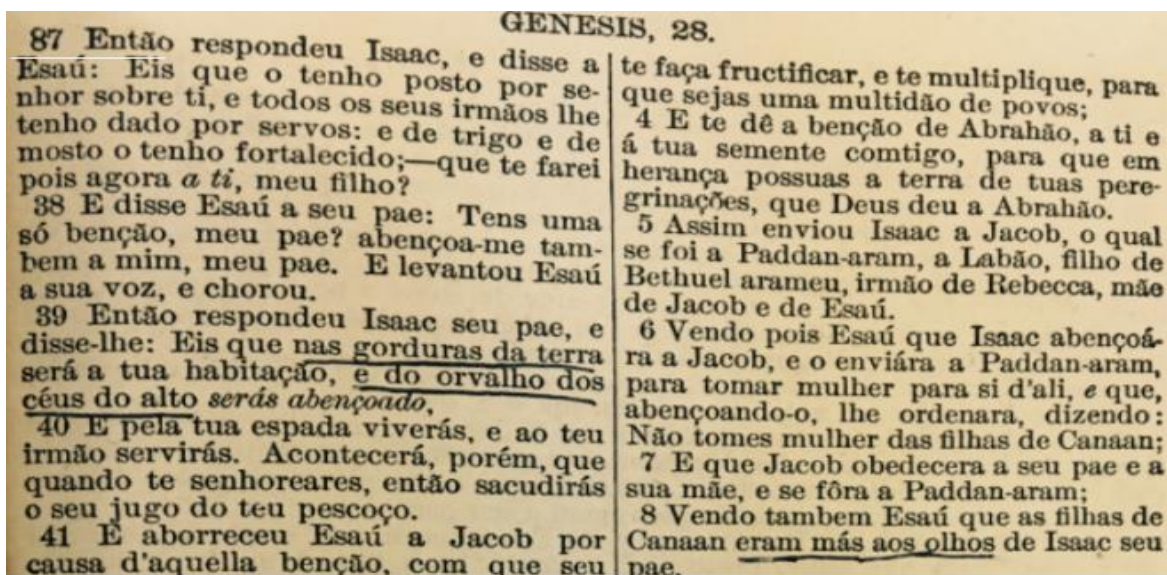 GENESIS, 28.
87 Então respondeu Isaac, e disse a
Esaú: Eis que o tenho posto por se-
nhor sobre ti, e todos os seus irmãos lhe
tenho dado por servos: e de trigo e de
mosto o tenho fortalecido;—que te farei
pois agora a ti, meu filho?
38 E disse Esaú a seu pae: Tens uma
só benção, meu pae? abençoa-me tam-
bem a mim, meu pae. E levantou Esaú
a sua voz, e chorou.
39 Então respondeu Isaac seu pae, e
disse-lhe: Eis que nas gorduras da terra
será a tua habitação, e do orvalho dos
céus do alto serás abençoado,
40 E pela tua espada viverás, e ao teu
irmão servirás. Acontecerá, porém, que
quando te senhoreares, então sacudirás
o seu jugo do teu pescoço.
41 E aborreceu Esaú a Jacob por
causa d'aquella benção, com que seu
te faça fructificar, e te multiplique, para
que sejas uma multidão de povos;
4 E te dê a benção de Abrahão, a ti e
á tua semente comtigo, para que em
herança possuas a terra de tuas pere-
grinações, que Deus deu a Abrahão.
5 Assim enviou Isaac a Jacob, o qual
se foi a Paddan-aram, a Labão, filho de
Bethuel arameu, irmão de Rebecca, mãe
de Jacob e de Esaú.
6 Vendo pois Esaú que Isaac abençoá-
ra a Jacob, e o enviára a Paddan-aram,
para tomar mulher para si d'ali, e que,
abençoando-o, lhe ordenara, dizendo:
Não tomes mulher das filhas de Canaan;
7 E que Jacob obedecera a seu pae e a
sua mãe, e se fôra a Paddan-aram;
8 Vendo tambem Esaú que as filhas de
Canaan eram más aos olhos de Isaac seu
pae.